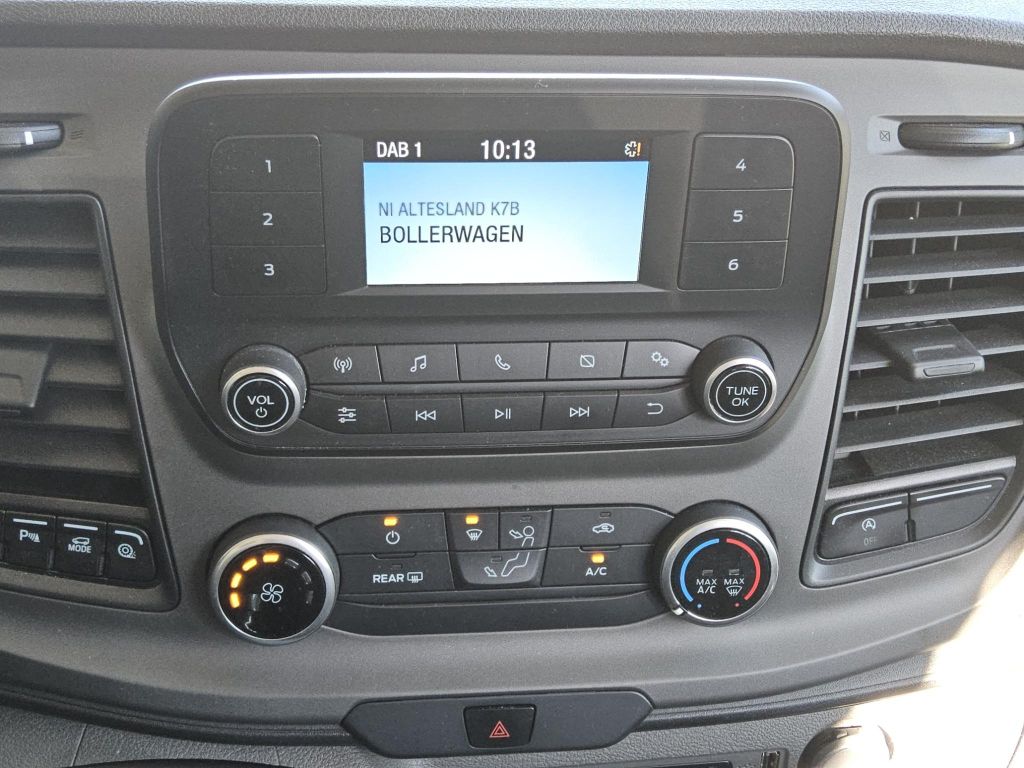 DAB 1 10:13
NI ALTESLAND K7B
BOLLERWAGEN
1
2
3
4
5
6
VOL
TUNE
OK
P
MODE
REAR
A/C
MAX
A/C
MAX
A
OFF